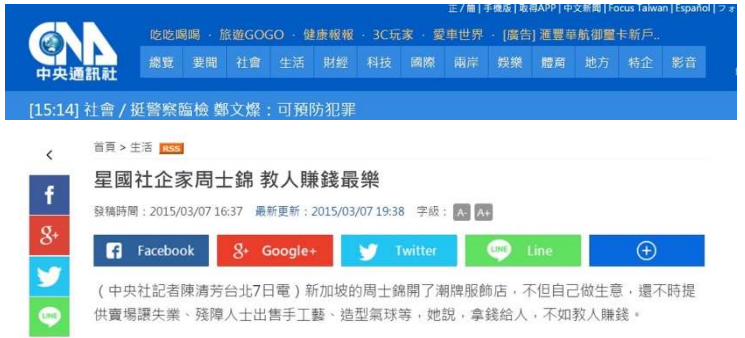 正/簡 | 手機版 | 取得APP | 中文新聞 | Focus Taiwan | Español | フォ
CNA
中央通訊社
吃吃喝喝 · 旅遊GOGO · 健康報報 · 3C玩家 · 愛車世界 · [廣告] 滙豐華航御璽卡新戶..
總覽 要聞 社會 生活 財經 科技 國際 兩岸 娛樂 體育 地方 特企 影音
[15:14] 社會 / 挺警察臨檢 鄭文燦：可預防犯罪
首頁 > 生活 RSS
星國社企家周士錦 教人賺錢最樂
發稿時間：2015/03/07 16:37 最新更新：2015/03/07 19:38 字級： A- A+
f Facebook 8+ Google+ Twitter LINE Line
f
8+
LINE
（中央社記者陳清芳台北7日電）新加坡的周士錦開了潮牌服飾店，不但自己做生意，還不時提
供賣場讓失業、殘障人士出售手工藝、造型氣球等，她說，拿錢給人，不如教人賺錢。